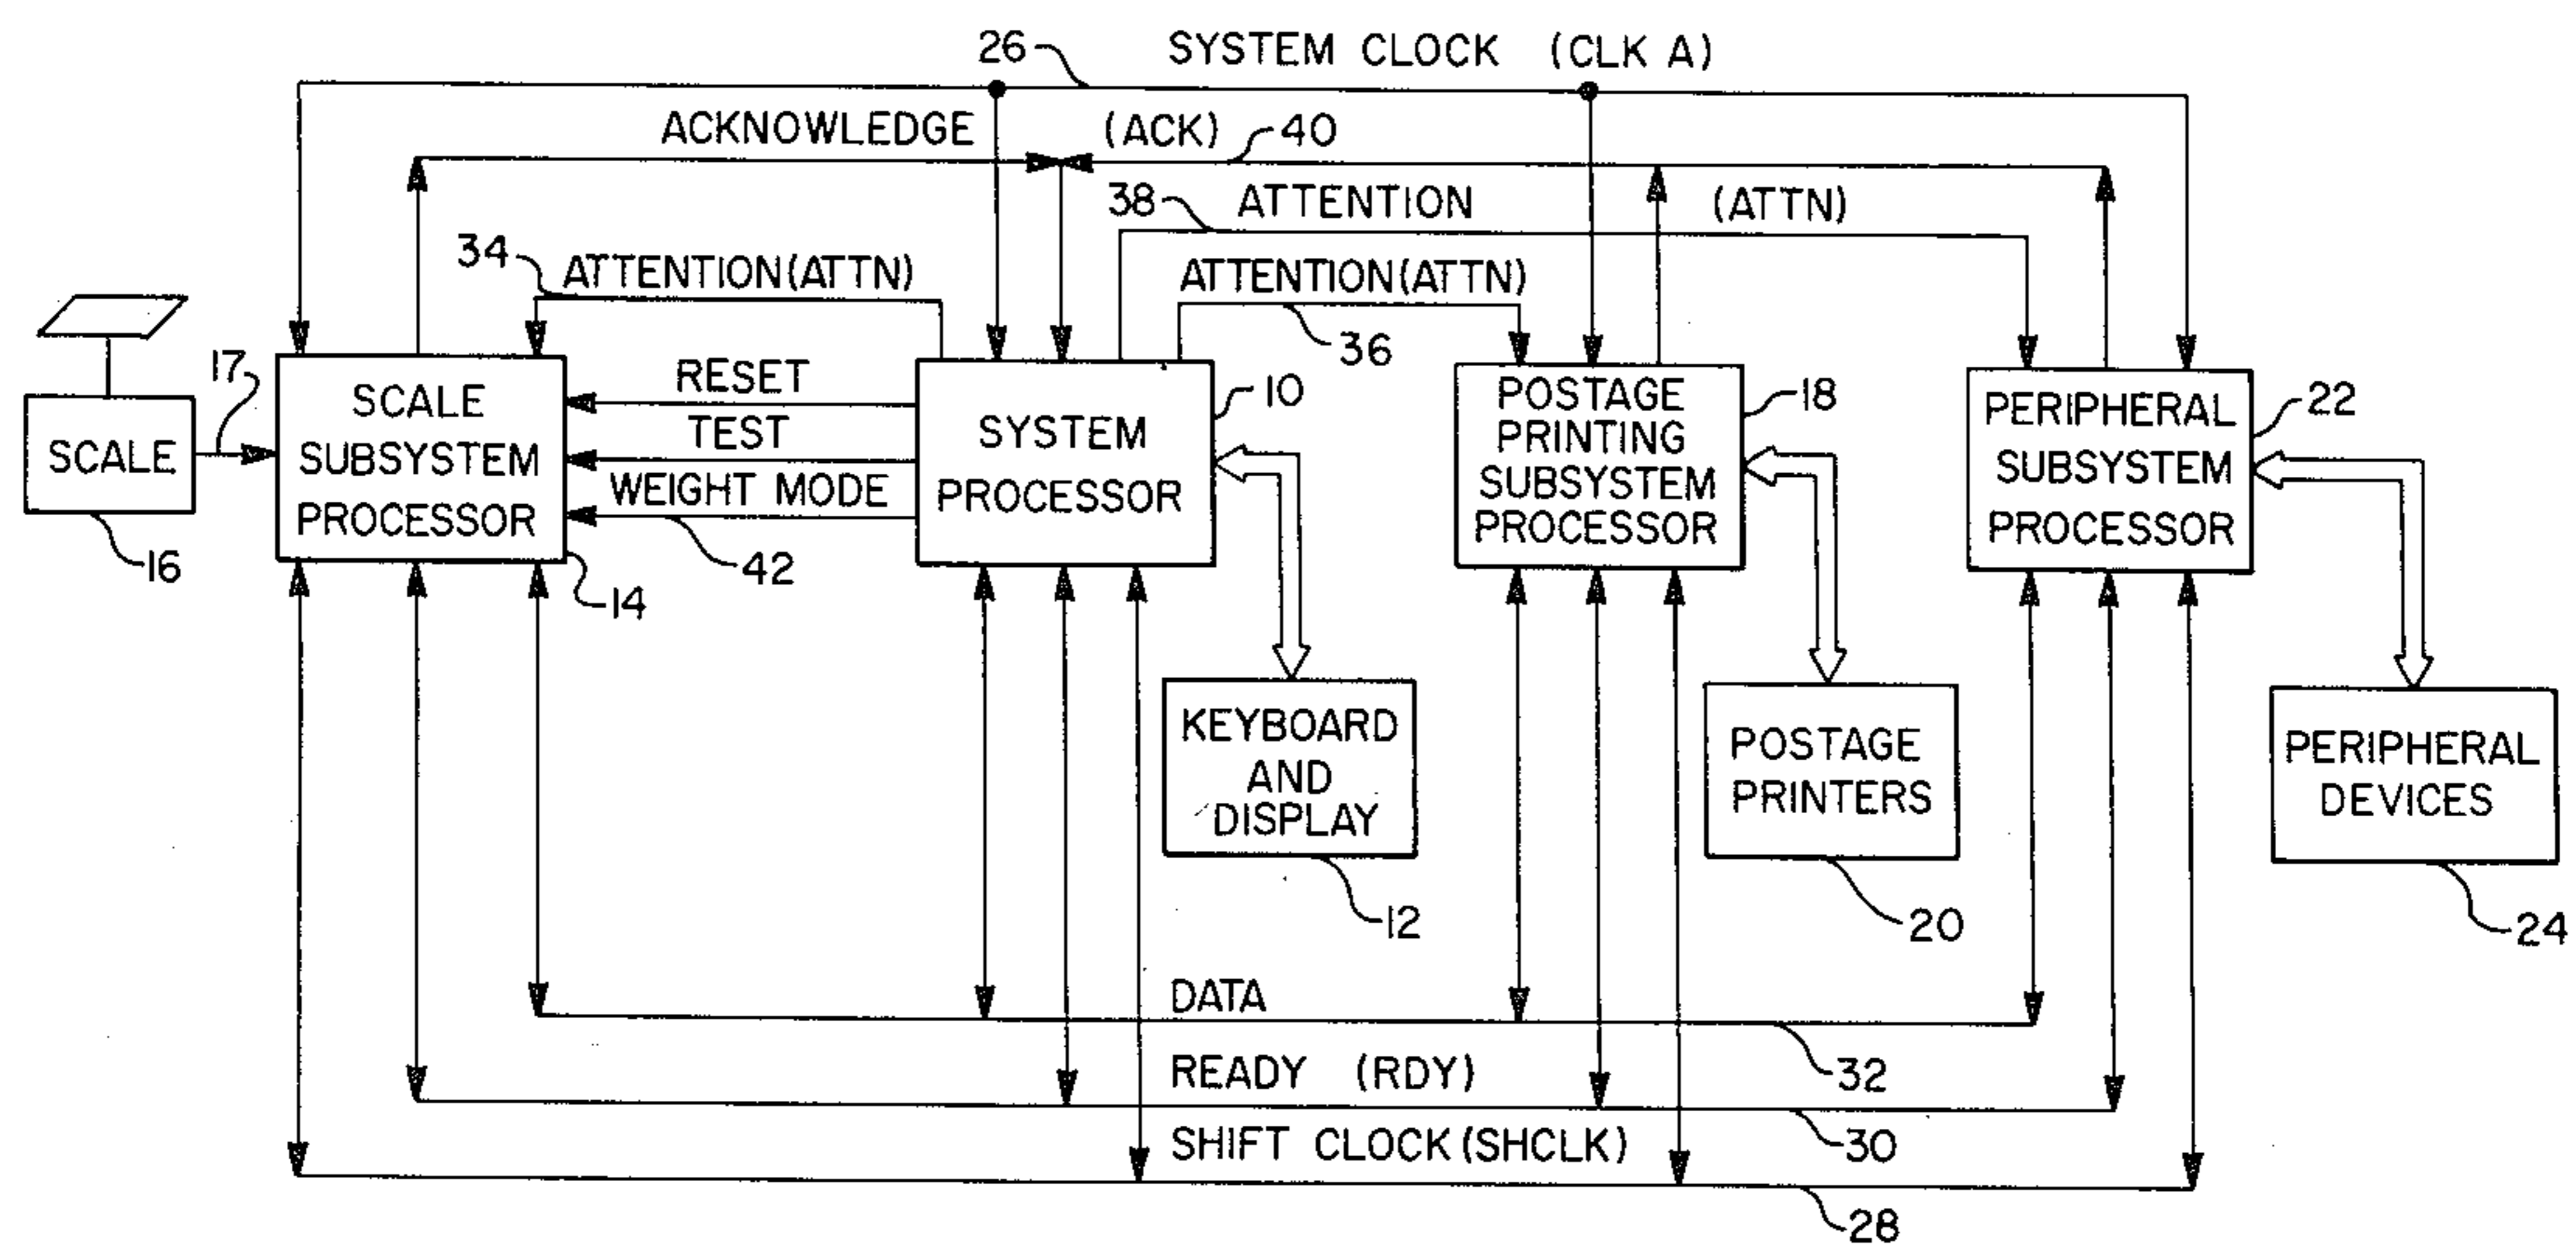 26 SYSTEM CLOCK (CLK A)
ACKNOWLEDGE (ACK) 40
38 ATTENTION (ATTN)
34 ATTENTION(ATTN)
ATTENTION(ATTN)
36
17
SCALE
16
SCALE
SUBSYSTEM
PROCESSOR
14
RESET
TEST
WEIGHT MODE
42
SYSTEM
PROCESSOR
10
POSTAGE
PRINTING
SUBSYSTEM
PROCESSOR
18
PERIPHERAL
SUBSYSTEM
PROCESSOR
22
KEYBOARD
AND
DISPLAY
12
POSTAGE
PRINTERS
20
PERIPHERAL
DEVICES
24
DATA
32
READY (RDY)
30
SHIFT CLOCK(SHCLK)
28